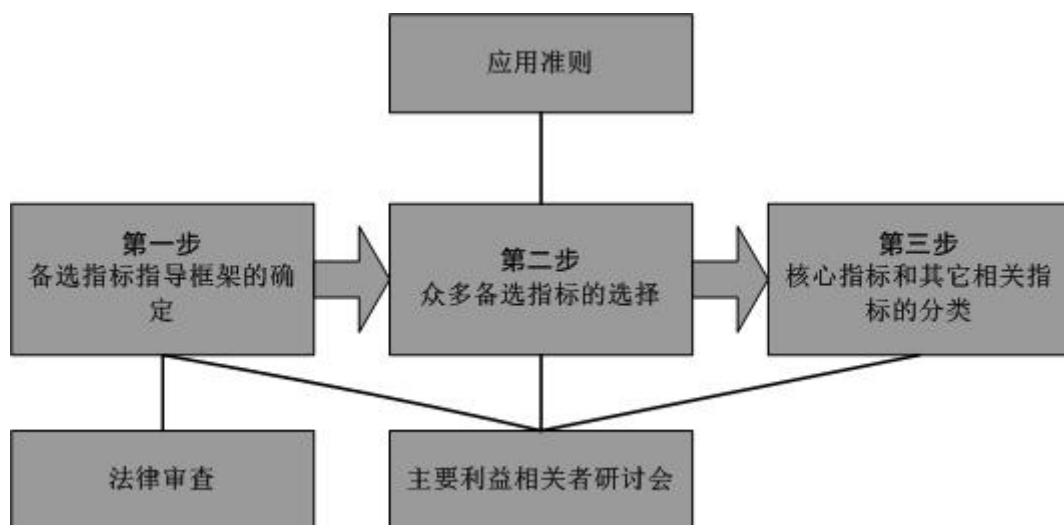 应用准则
第一步
备选指标指导框架的确
定
第二步
众多备选指标的选择
第三步
核心指标和其它相关指
标的分类
法律审查
主要利益相关者研讨会